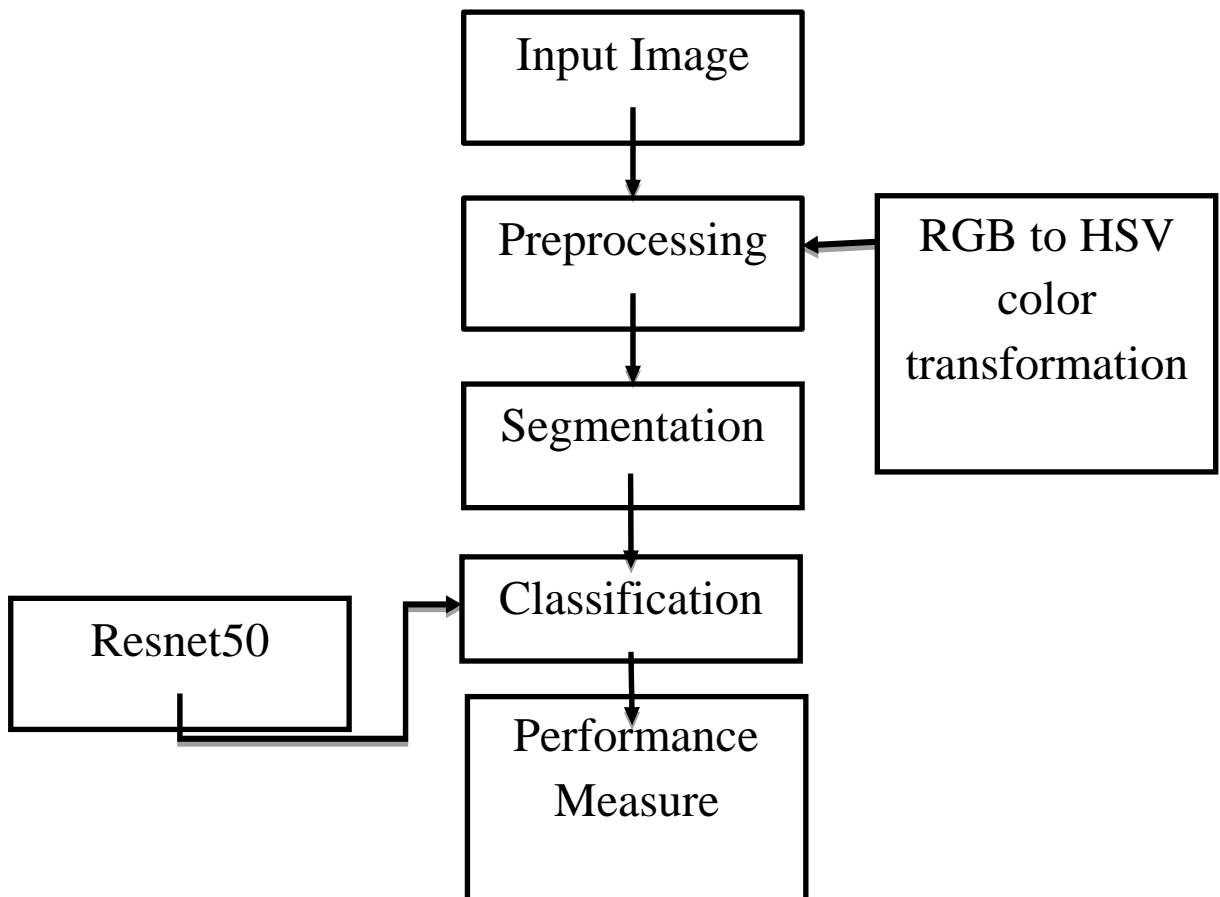 Input Image
Preprocessing
RGB to HSV
color
transformation
Segmentation
Classification
Resnet50
Performance
Measure